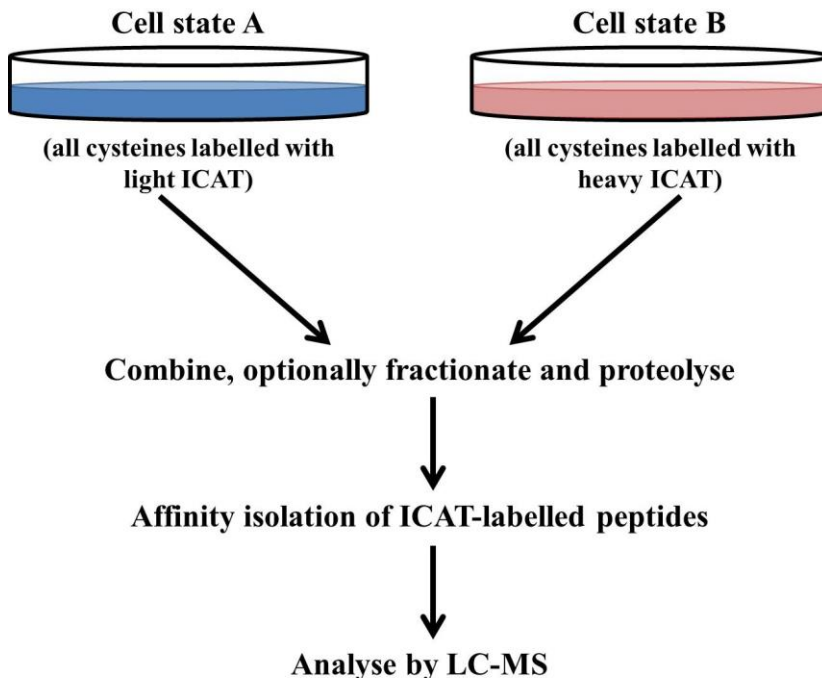 Cell state A
Cell state B
(all cysteines labelled with
light ICAT)
(all cysteines labelled with
heavy ICAT)
Combine, optionally fractionate and proteolyse
Affinity isolation of ICAT-labelled peptides
Analyse by LC-MS